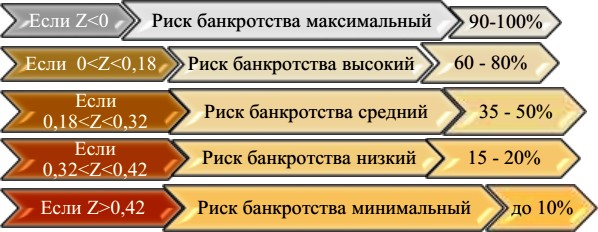 Если Z<0 Риск банкротства максимальный 90-100%
Если 0<Z<0,18 Риск банкротства высокий 60 - 80%
Если
0,18<Z<0,32 Риск банкротства средний 35 - 50%
Если
0,32<Z<0,42 Риск банкротства низкий 15 - 20%
Если Z>0,42 Риск банкротства минимальный до 10%